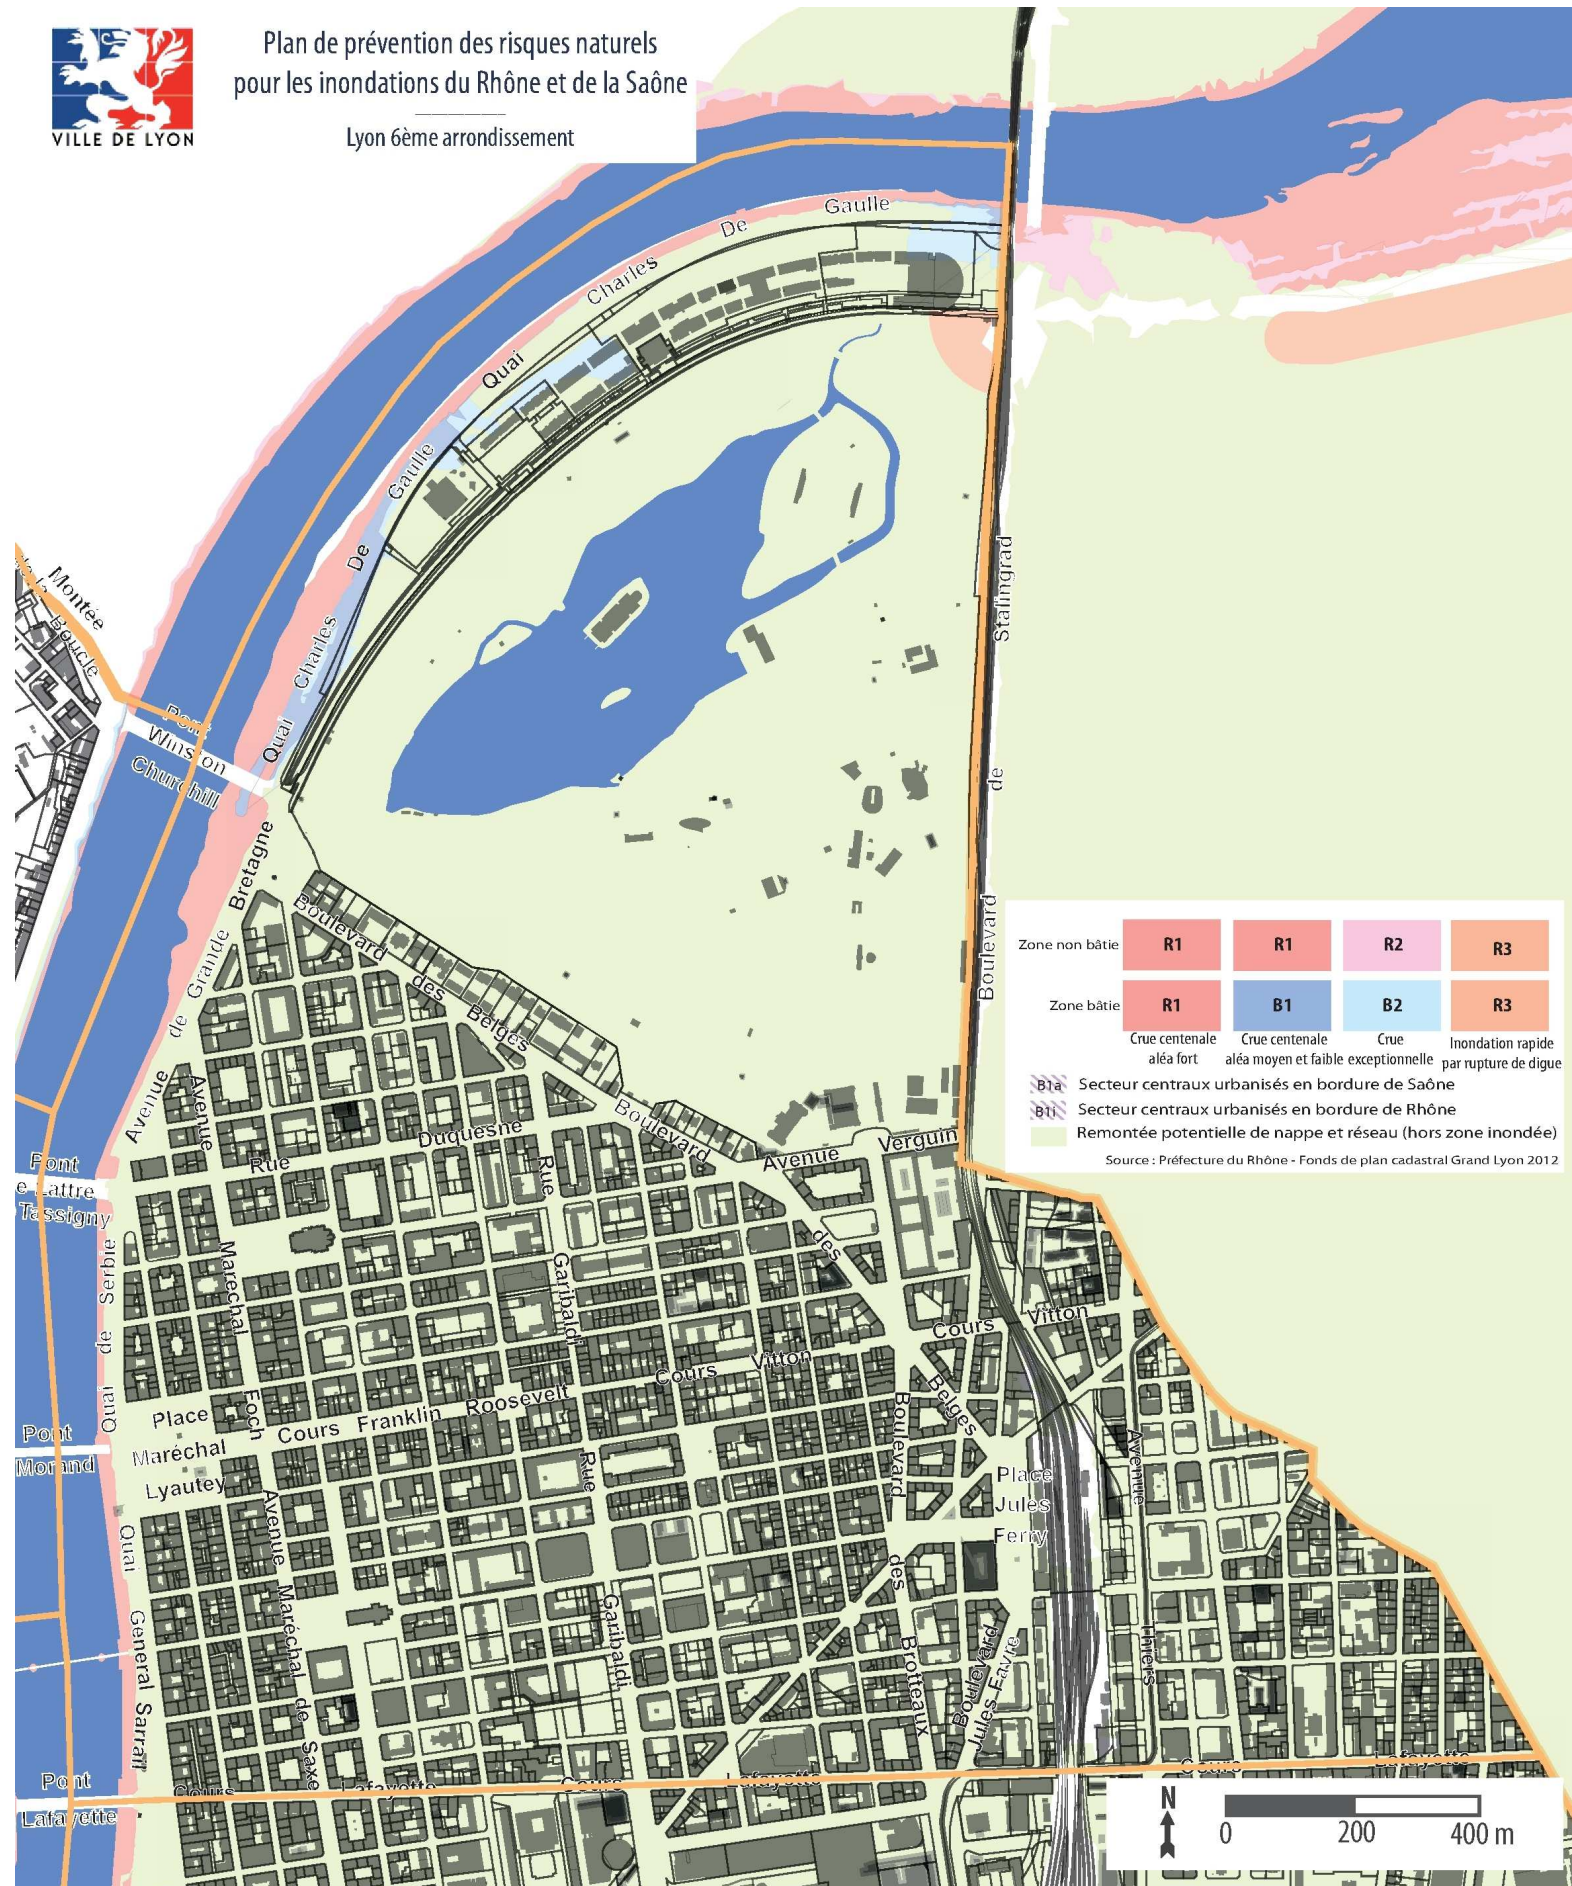 VILLE DE LYON
Plan de prévention des risques naturels
pour les inondations du Rhône et de la Saône
Lyon 6ème arrondissement
Gaulle
De
Charles
Quai
Gaulle
De
Charles
Quai
Montée
Boucle
Pont
Winston
Churchill
Stalingrad
de
Boulevard
Bretagne
Grande
de
Avenue
Boulevard
des
Belges
Boulevard
Avenue
Verguin
Avenue
Maréchal
Foch
Duquesne
Rue
Rue
Garibaldi
Rue
Garibaldi
des
Belges
Pont
e Lattre
Tassigny
Quai
de
Serbie
Cours
Vitton
Cours
Vitton
Place
Maréchal
Lyautey
Cours
Franklin
Roosevelt
Pont
Morand
Boulevard
des
Brotteaux
Place
Jules
Ferry
Avenue
Thiers
Quai
Général
Sarrail
Avenue
Maréchal
de
Saxe
Boulevard
Jules Favre
Pont
Lafayette
Cours
Lafayette
Cours
Lafayette
Cours
Lafayette
Zone non bâtie
R1
R1
R2
R3
Zone bâtie
R1
B1
B2
R3
Crue centenale
aléa fort
Crue centenale
aléa moyen et faible
Crue
exceptionnelle
Inondation rapide
par rupture de digue
B1a
Secteur centraux urbanisés en bordure de Saône
B1i
Secteur centraux urbanisés en bordure de Rhône
Remontée potentielle de nappe et réseau (hors zone inondée)
Source : Préfecture du Rhône - Fonds de plan cadastral Grand Lyon 2012
N
0
200
400 m